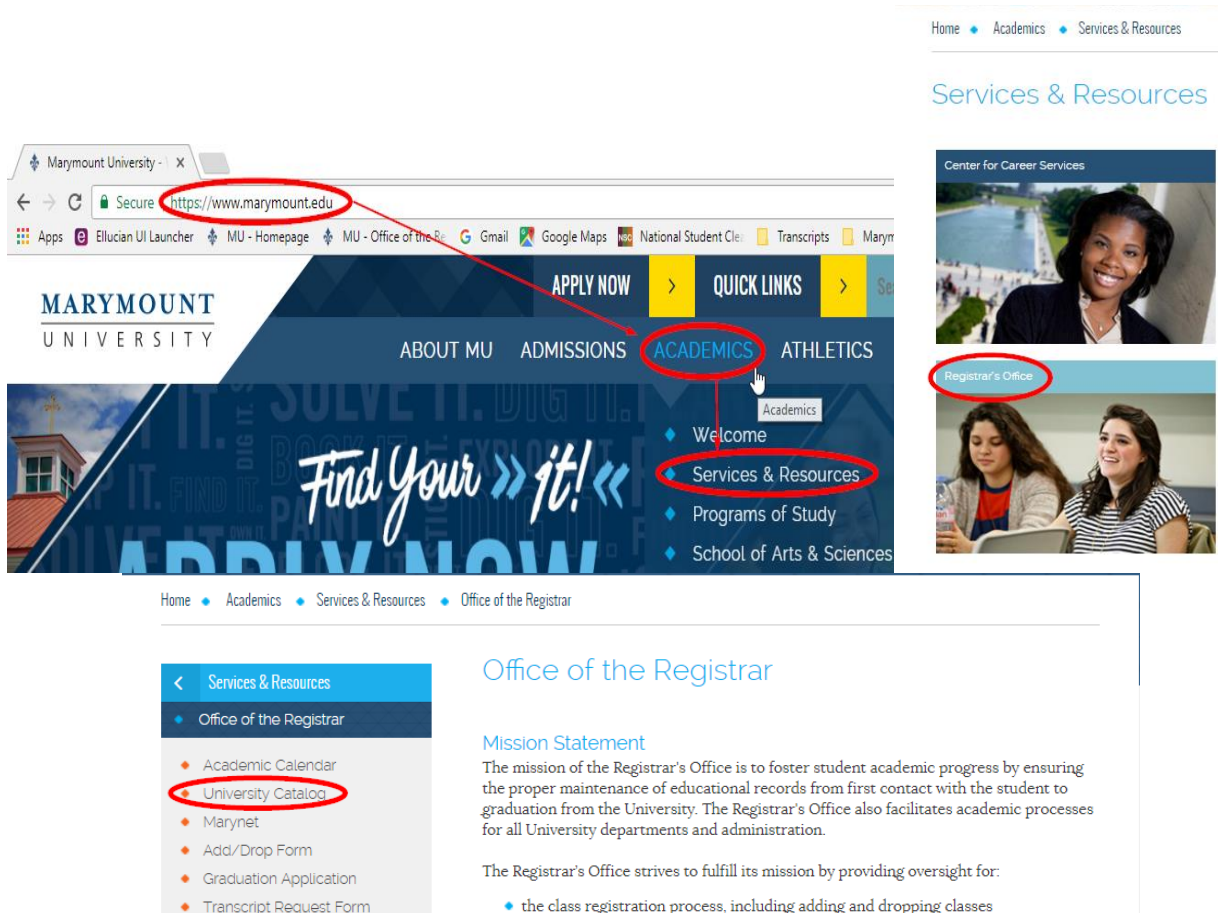 Home Academics Services & Resources
Services & Resources
Center for Career Services
Registrar's Office
Marymount University -
Secure https://www.marymount.edu
Apps Ellucian UI Launcher MU - Homepage MU - Office of the Re G Gmail Google Maps NSC National Student Cle Transcripts Marym
APPLY NOW > QUICK LINKS > Se
MARYMOUNT
UNIVERSITY
ABOUT MU ADMISSIONS ACADEMICS ATHLETICS
Academics
Welcome
Services & Resources
Programs of Study
School of Arts & Sciences
SOLVE IT. DIG IT.
Find Your » it! «
APPLY NOW
Home Academics Services & Resources Office of the Registrar
Services & Resources
Office of the Registrar
Academic Calendar
University Catalog
Marynet
Add/Drop Form
Graduation Application
Transcript Request Form
Office of the Registrar
Mission Statement
The mission of the Registrar's Office is to foster student academic progress by ensuring
the proper maintenance of educational records from first contact with the student to
graduation from the University. The Registrar's Office also facilitates academic processes
for all University departments and administration.
The Registrar's Office strives to fulfill its mission by providing oversight for:
the class registration process, including adding and dropping classes